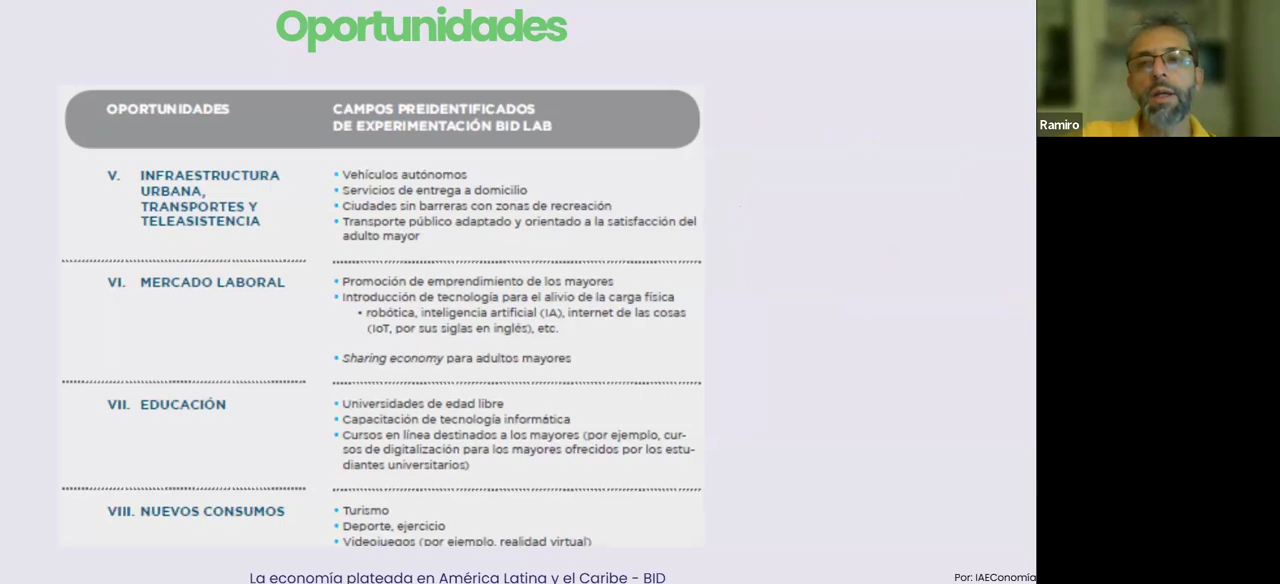 Oportunidades
OPORTUNIDADES
CAMPOS PREIDENTIFICADOS
DE EXPERIMENTACIÓN BID LAB
V. INFRAESTRUCTURA
URBANA,
TRANSPORTES Y
TELEASISTENCIA
• Vehículos autónomos
• Servicios de entrega a domicilio
• Ciudades sin barreras con zonas de recreación
• Transporte público adaptado y orientado a la satisfacción del
adulto mayor
VI. MERCADO LABORAL
• Promoción de emprendimiento de los mayores
• Introducción de tecnología para el alivio de la carga física
• robótica, inteligencia artificial (IA), internet de las cosas
(IoT, por sus siglas en inglés), etc.
• Sharing economy para adultos mayores
VII. EDUCACIÓN
• Universidades de edad libre
• Capacitación de tecnología informática
• Cursos en línea destinados a los mayores (por ejemplo, cur-
sos de digitalización para los mayores ofrecidos por los estu-
diantes universitarios)
VIII. NUEVOS CONSUMOS
• Turismo
• Deporte, ejercicio
• Videojuegos (por ejemplo, realidad virtual)
La economía plateada en América Latina y el Caribe - BID
Por: IAEConomía
Ramiro